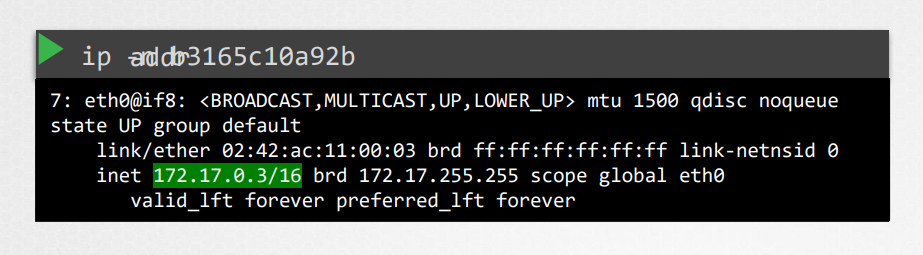 ip -n b3165c10a92b addr
7: eth0@if8: <BROADCAST,MULTICAST,UP,LOWER_UP> mtu 1500 qdisc noqueue
state UP group default
link/ether 02:42:ac:11:00:03 brd ff:ff:ff:ff:ff:ff link-netnsid 0
inet 172.17.0.3/16 brd 172.17.255.255 scope global eth0
valid_lft forever preferred_lft forever